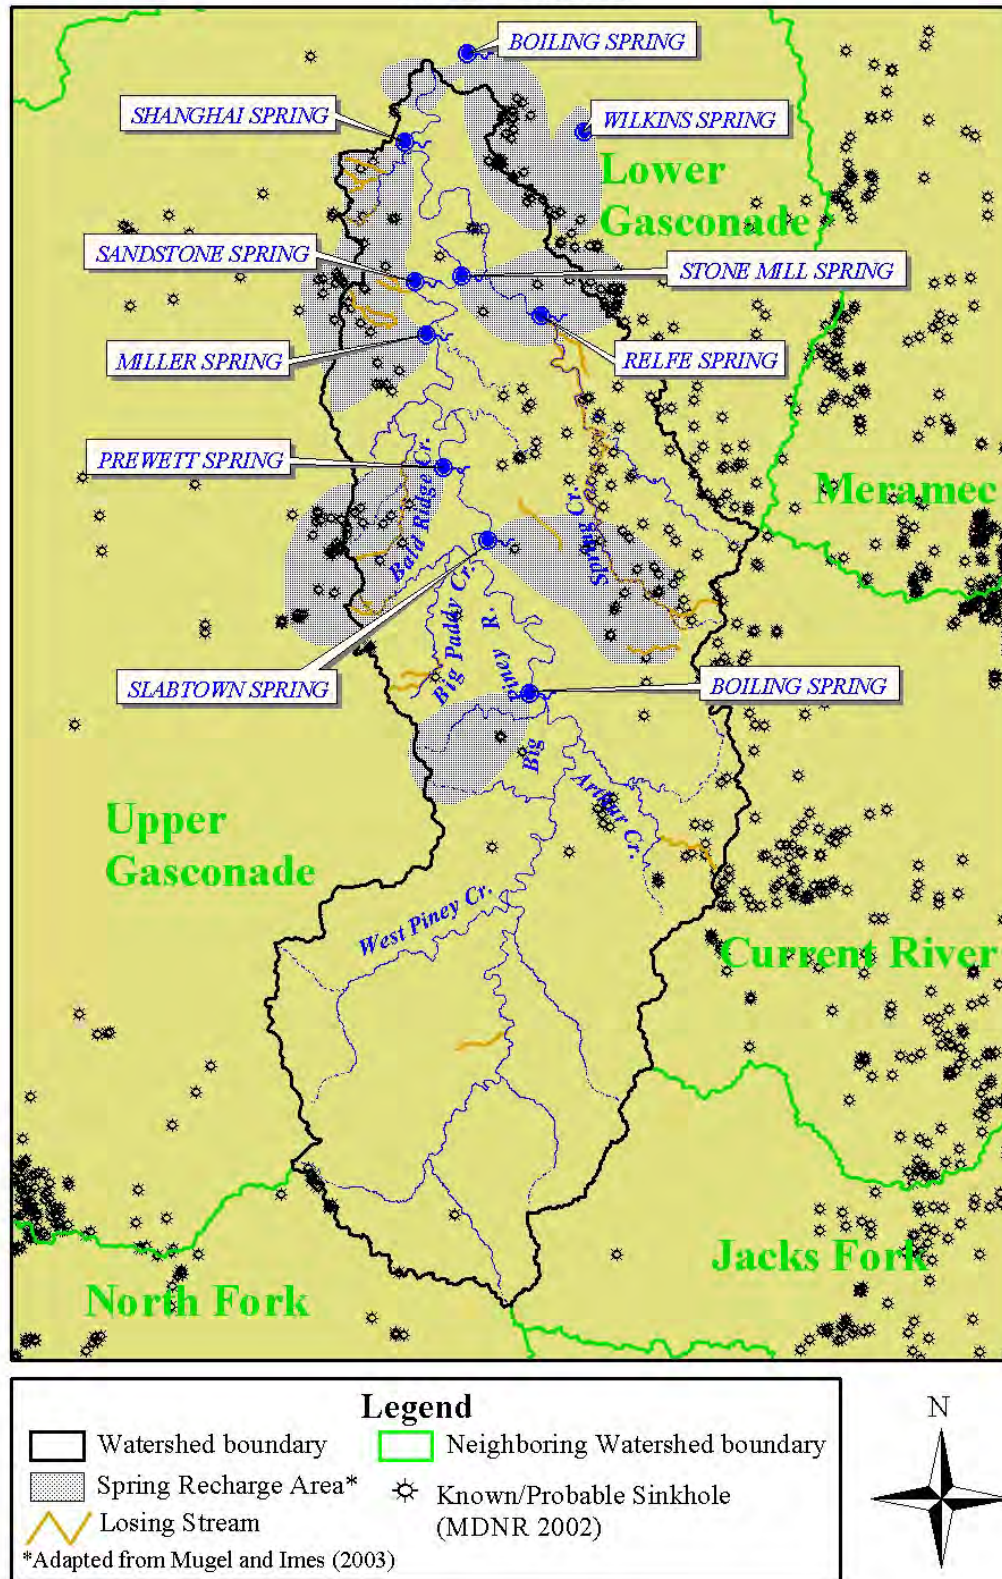 BOILING SPRING
SHANGHAI SPRING
WILKINS SPRING
Lower
Gasconade
SANDSTONE SPRING
STONE MILL SPRING
MILLER SPRING
RELFE SPRING
PREWETT SPRING
Meramec
Bald Ridge Cr.
Spring Cr.
Big Paddy Cr.
SLABTOWN SPRING
BOILING SPRING
Big Piney R.
Arthur Cr.
Upper
Gasconade
West Piney Cr.
Current River
Jacks Fork
North Fork
Legend
Watershed boundary
Neighboring Watershed boundary
Spring Recharge Area*
Known/Probable Sinkhole
(MDNR 2002)
Losing Stream
*Adapted from Mugel and Imes (2003)
N